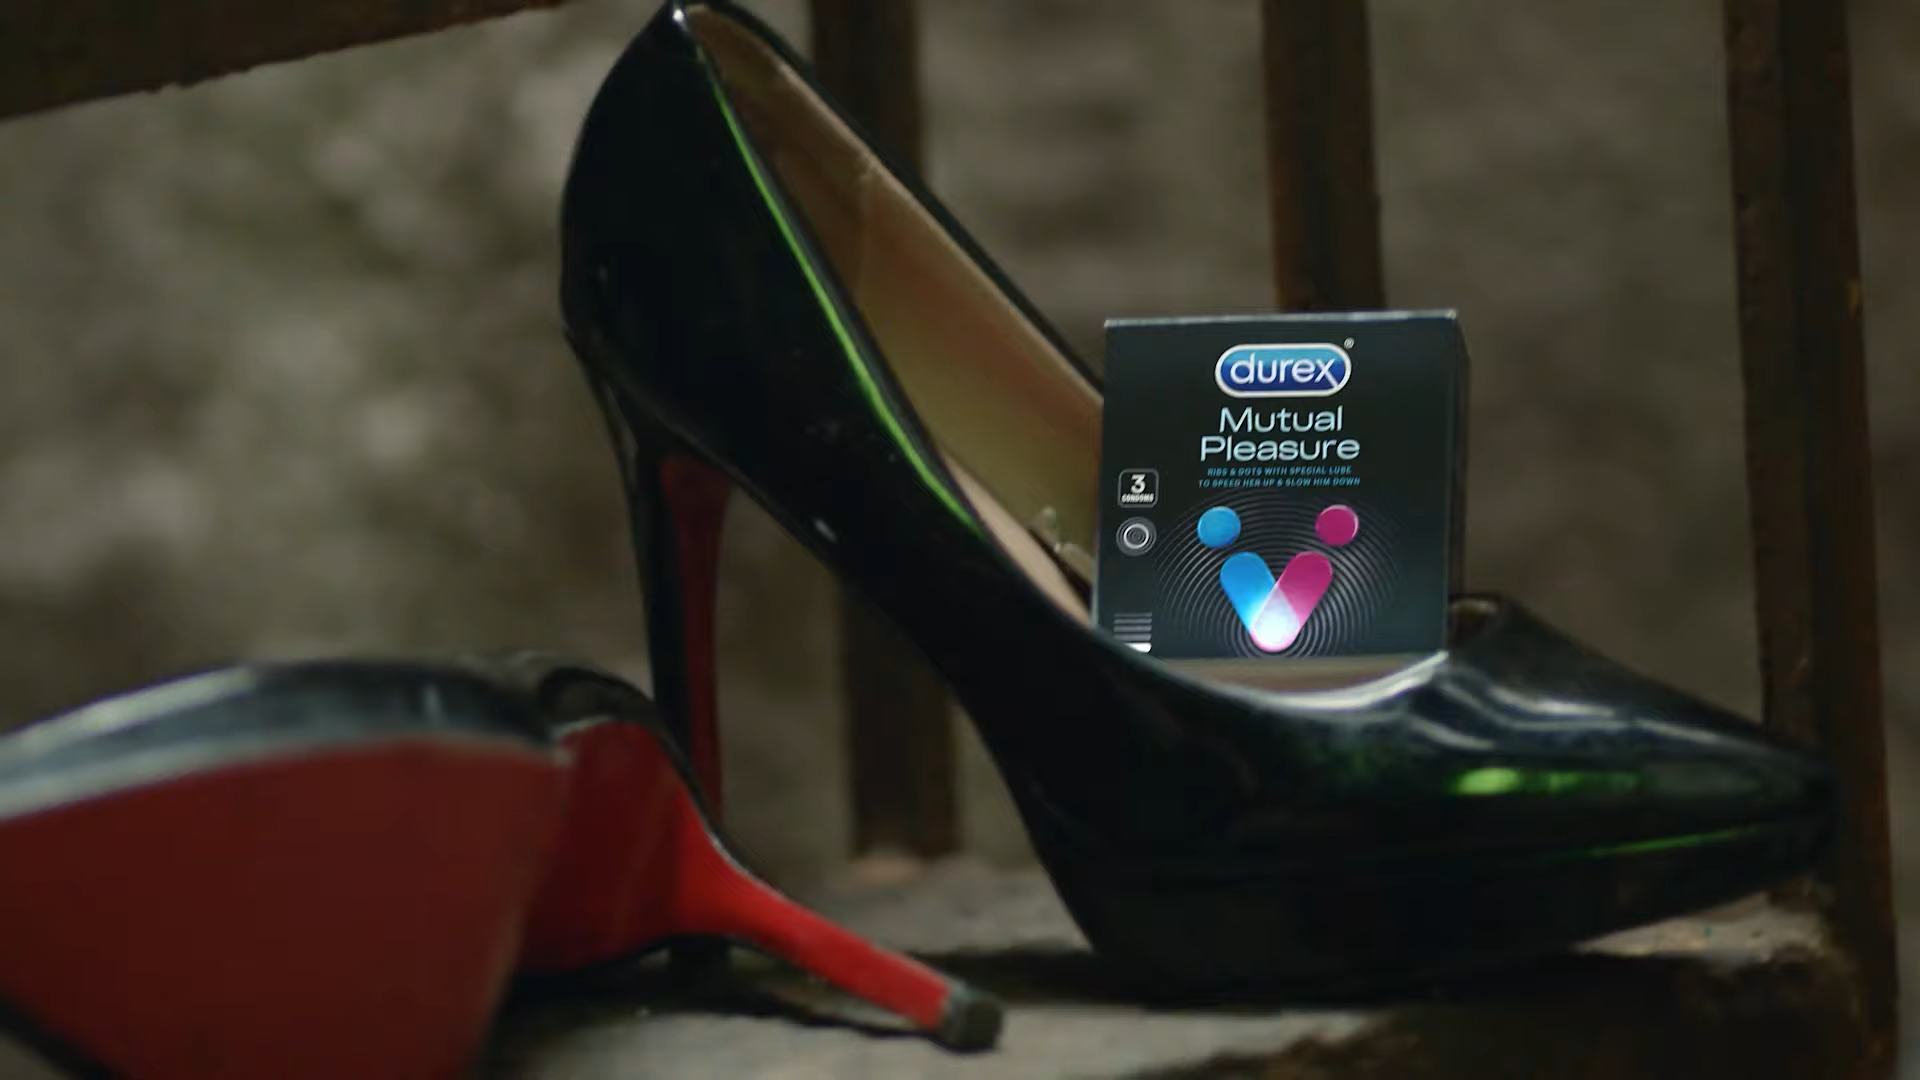 durex®
Mutual
Pleasure
RIBS & DOTS WITH SPECIAL LUBE
TO SPEED HER UP & SLOW HIM DOWN
3
CONDOMS